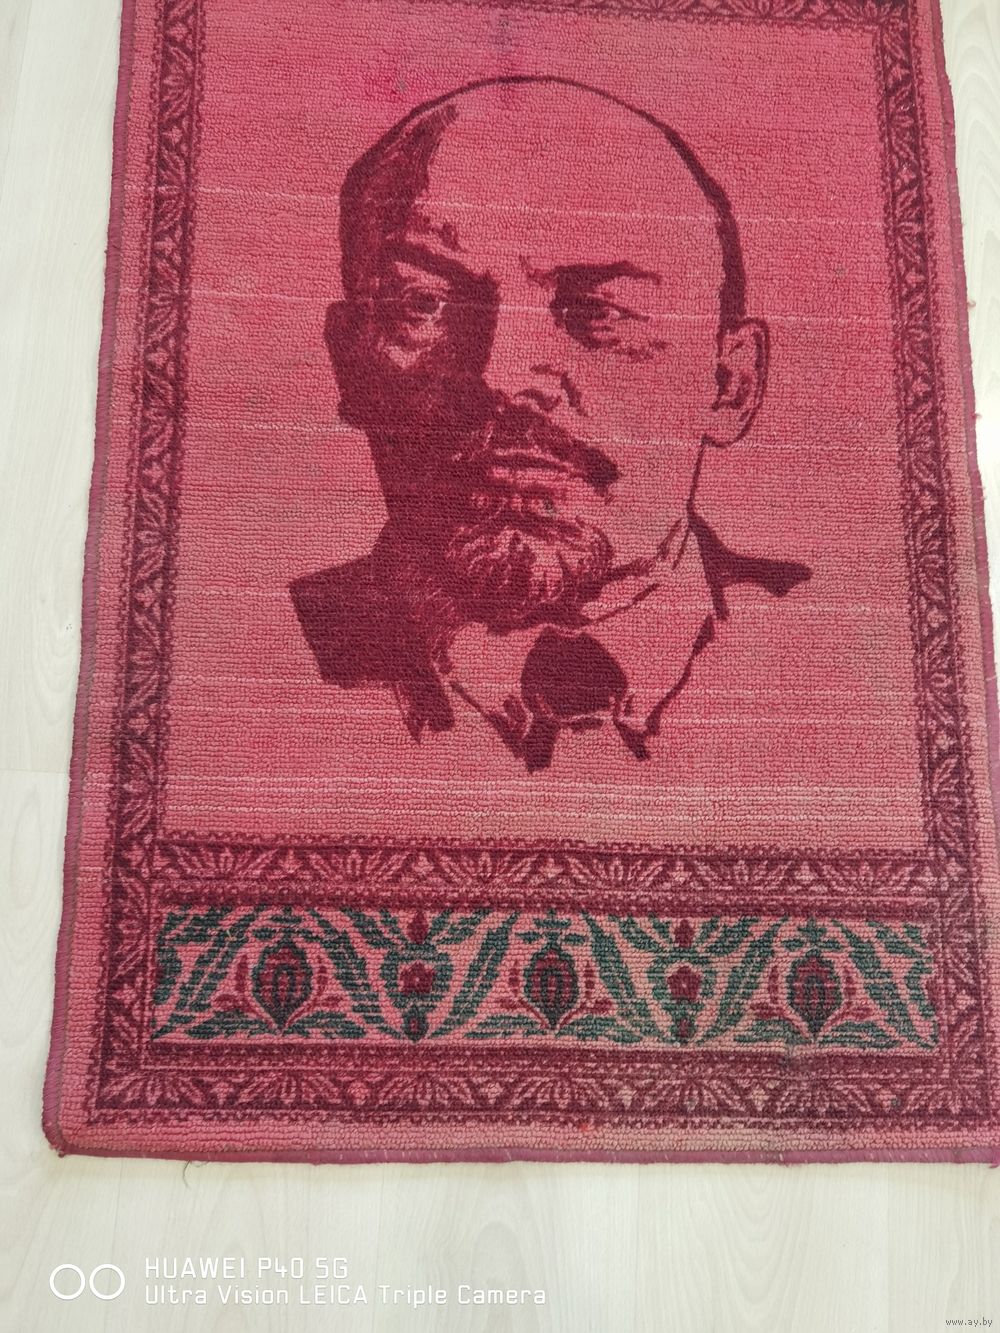 HUAWEI P40 5G
Ultra Vision LEICA Triple Camera
www.ay.by